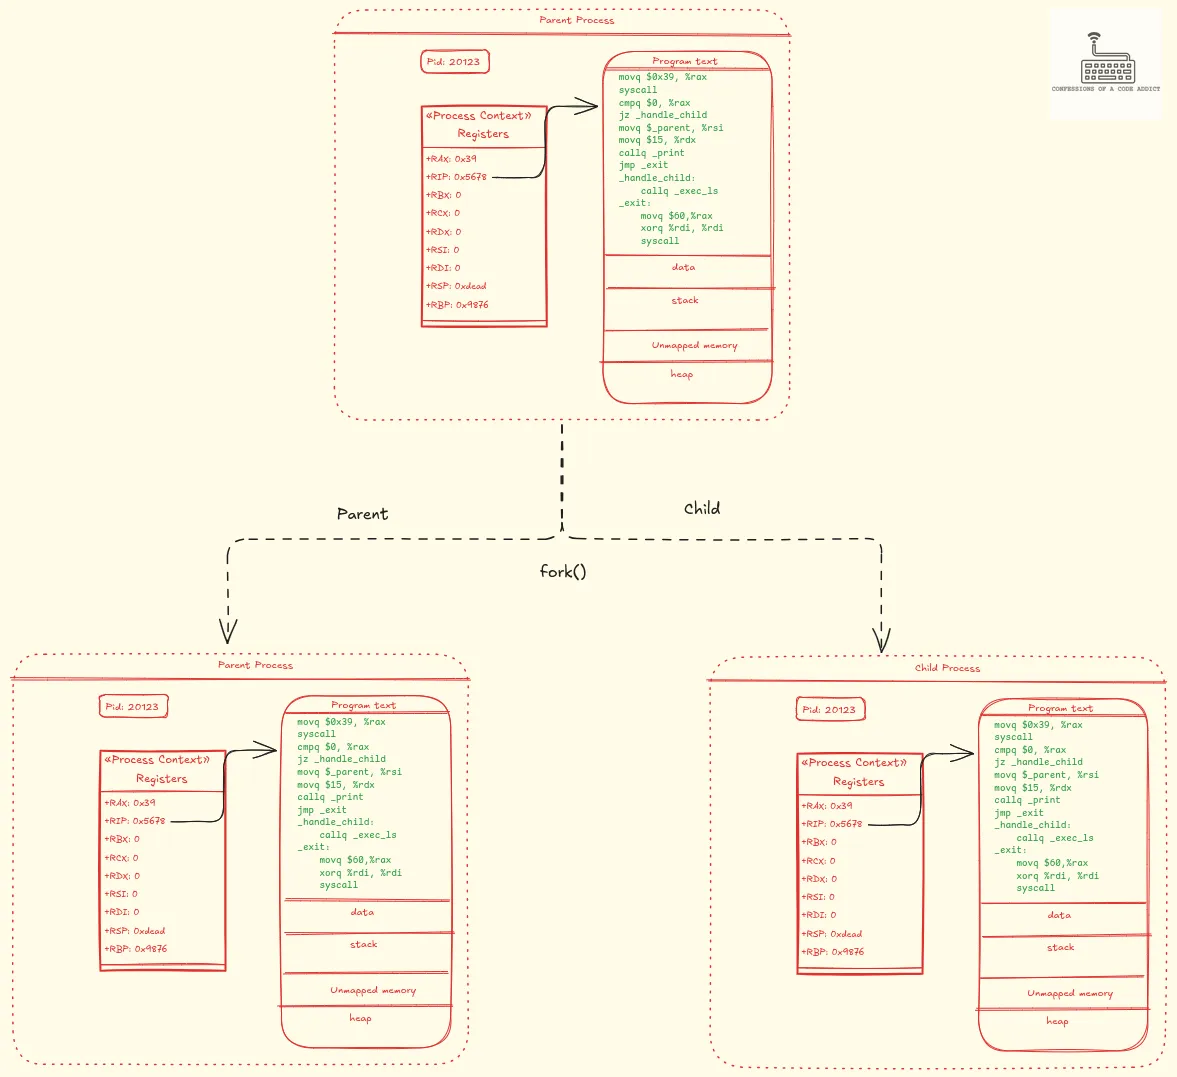 Parent Process
Pid: 20123
«Process Context»
Registers
+RAX: 0x39
+RIP: 0x5678
+RBX: 0
+RCX: 0
+RDX: 0
+RSI: 0
+RDI: 0
+RSP: 0xdead
+RBP: 0x9876
Program text
movq $0x39, %rax
syscall
cmpq $0, %rax
jz _handle_child
movq $_parent, %rsi
movq $15, %rdx
callq _print
jmp _exit
_handle_child:
callq _exec_ls
_exit:
movq $60,%rax
xorq %rdi, %rdi
syscall
data
stack
Unmapped memory
heap
CONFESSIONS OF A CODE ADDICT
Parent
Child
fork()
Parent Process
Pid: 20123
«Process Context»
Registers
+RAX: 0x39
+RIP: 0x5678
+RBX: 0
+RCX: 0
+RDX: 0
+RSI: 0
+RDI: 0
+RSP: 0xdead
+RBP: 0x9876
Program text
movq $0x39, %rax
syscall
cmpq $0, %rax
jz _handle_child
movq $_parent, %rsi
movq $15, %rdx
callq _print
jmp _exit
_handle_child:
callq _exec_ls
_exit:
movq $60,%rax
xorq %rdi, %rdi
syscall
data
stack
Unmapped memory
heap
Child Process
Pid: 20123
«Process Context»
Registers
+RAX: 0x39
+RIP: 0x5678
+RBX: 0
+RCX: 0
+RDX: 0
+RSI: 0
+RDI: 0
+RSP: 0xdead
+RBP: 0x9876
Program text
movq $0x39, %rax
syscall
cmpq $0, %rax
jz _handle_child
movq $_parent, %rsi
movq $15, %rdx
callq _print
jmp _exit
_handle_child:
callq _exec_ls
_exit:
movq $60,%rax
xorq %rdi, %rdi
syscall
data
stack
Unmapped memory
heap